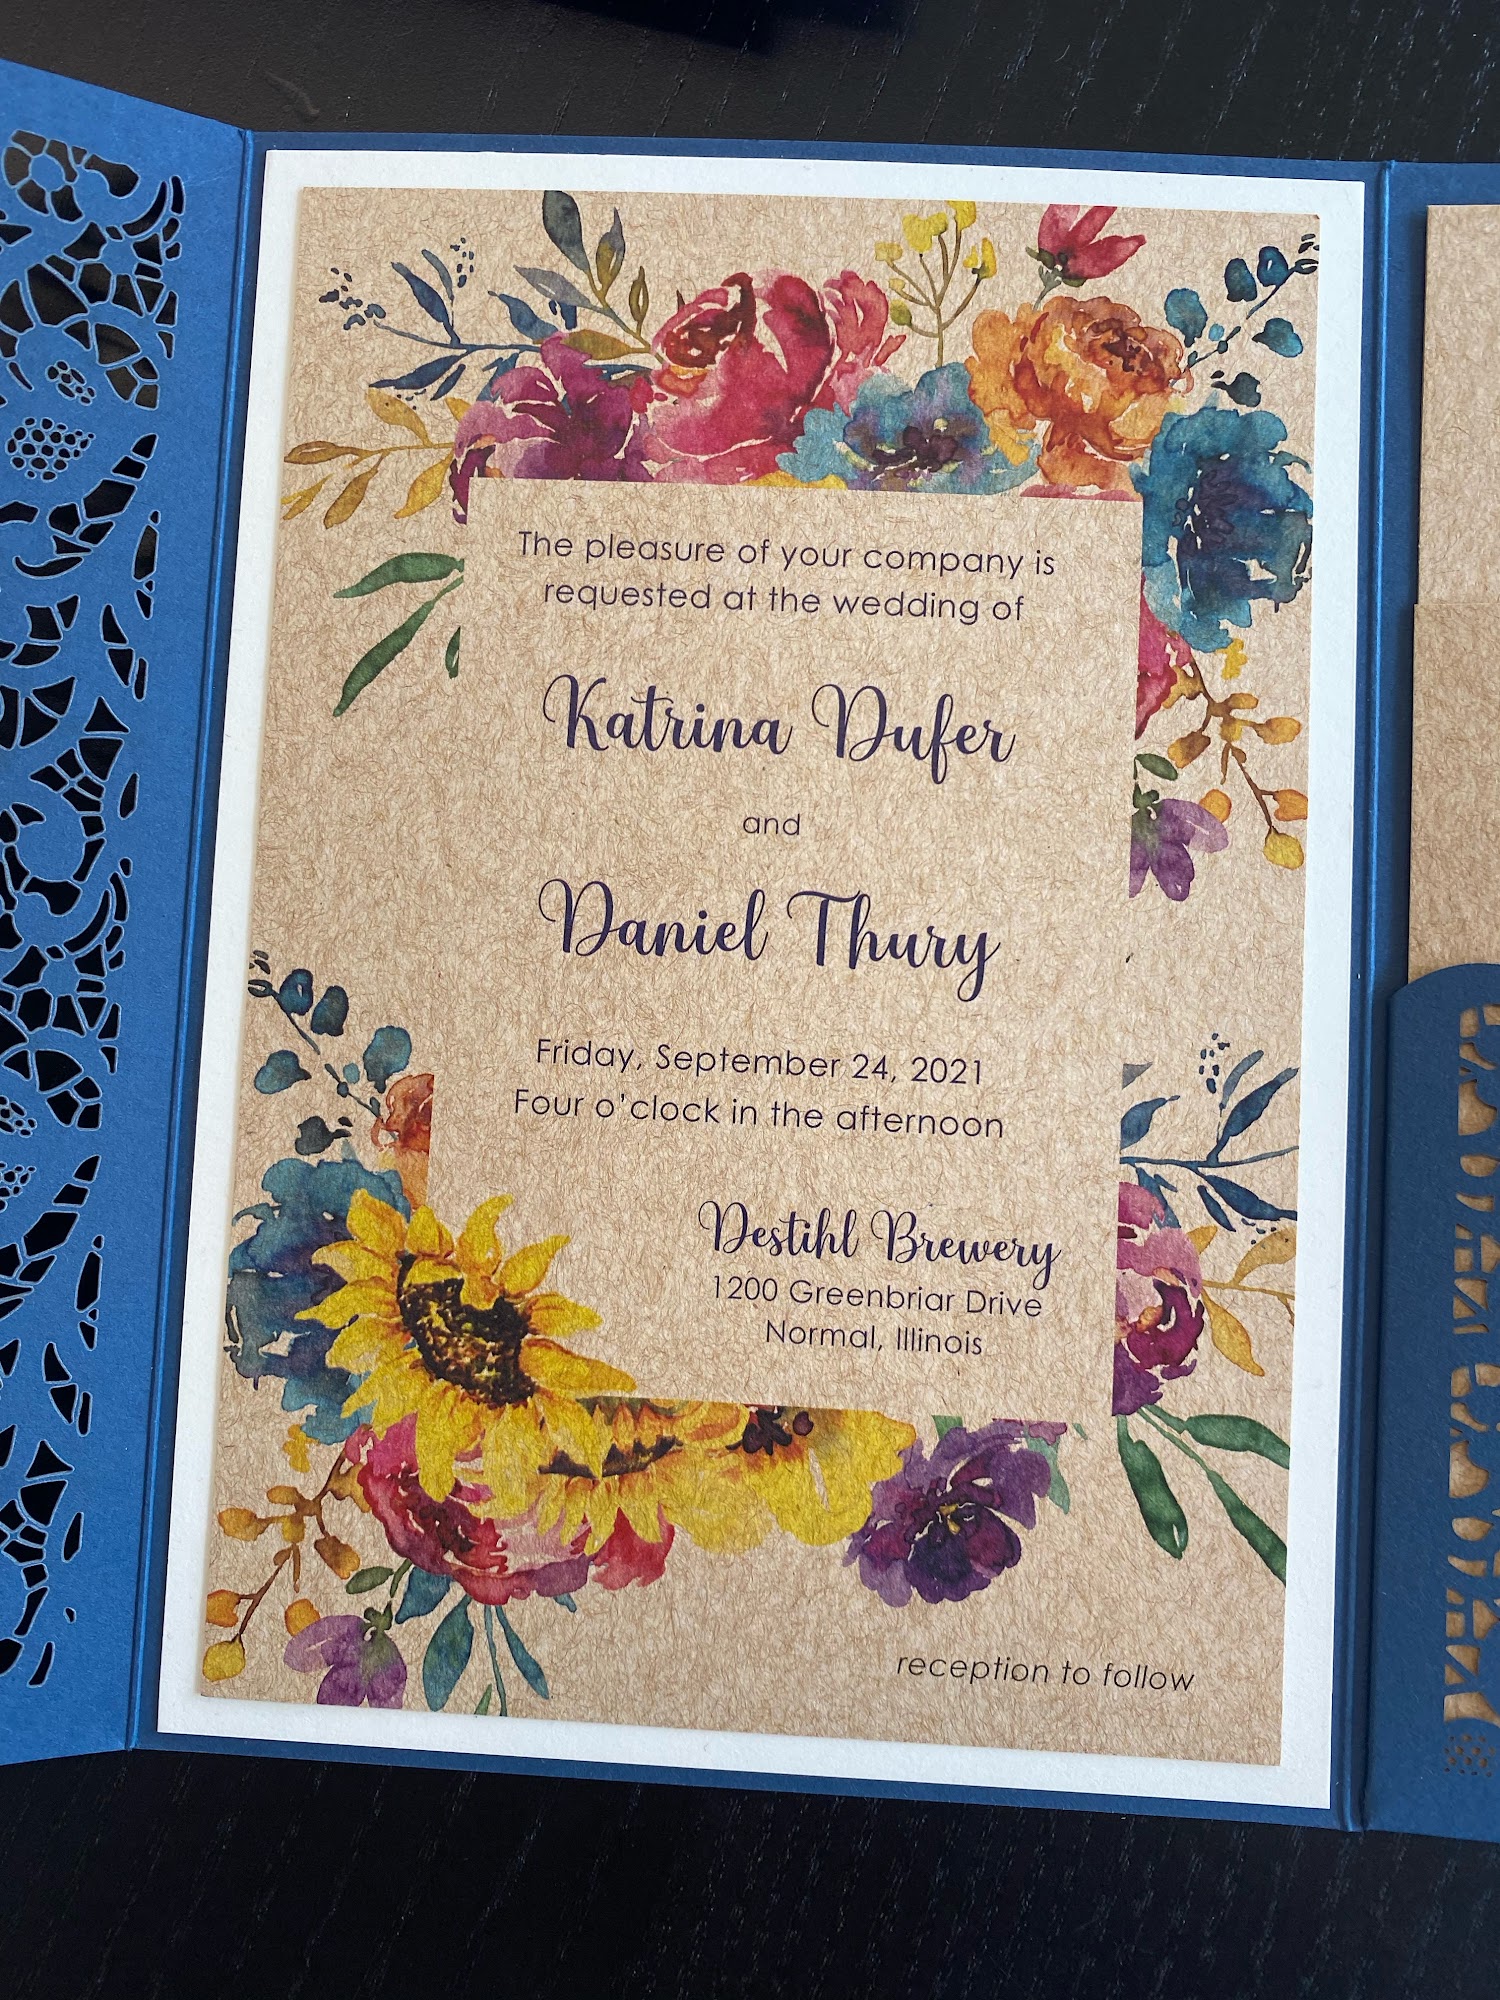 The pleasure of your company is
requested at the wedding of
Katrina Dufer
and
Daniel Thury
Friday, September 24, 2021
Four o'clock in the afternoon
Destihl Brewery
1200 Greenbriar Drive
Normal, Illinois
reception to follow